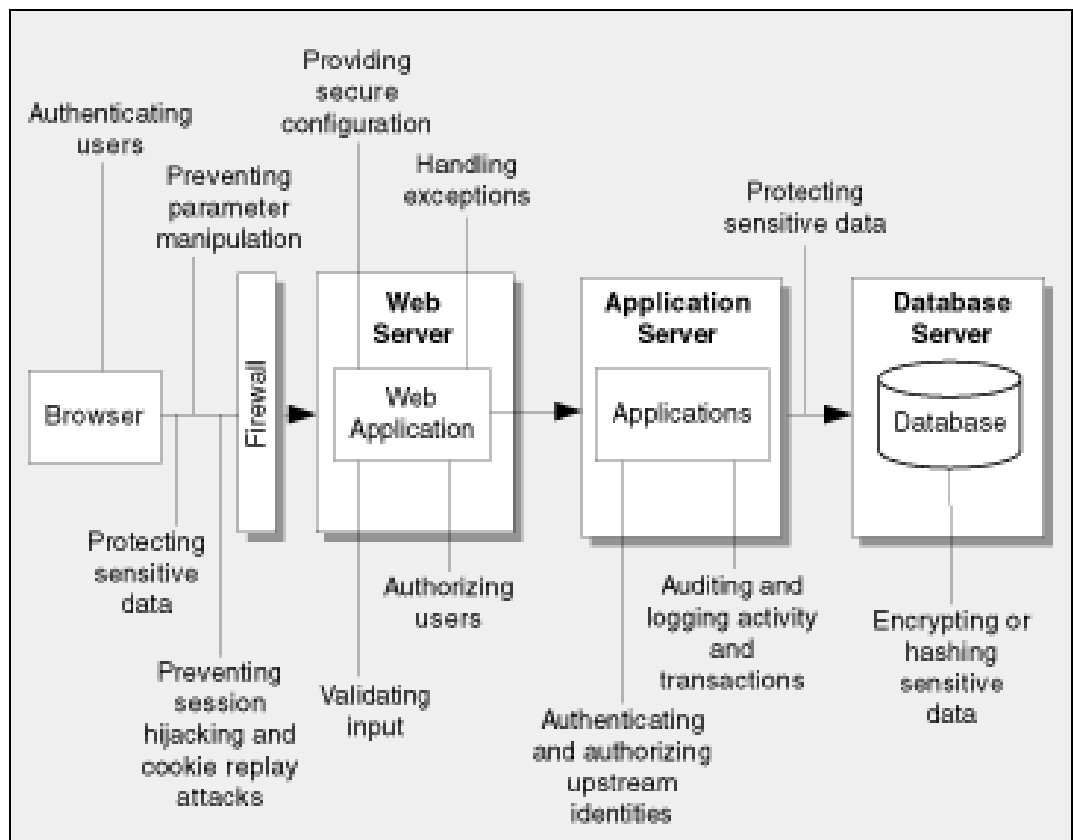 Providing
secure
configuration
Authenticating
users
Handling
exceptions
Preventing
parameter
manipulation
Protecting
sensitive data
Web
Server
Application
Server
Database
Server
Browser
Firewall
Web
Application
Applications
Database
Protecting
sensitive
data
Authorizing
users
Auditing and
logging activity
and
transactions
Encrypting or
hashing
sensitive
data
Preventing
session
hijacking and
cookie replay
attacks
Validating
input
Authenticating
and authorizing
upstream
identities